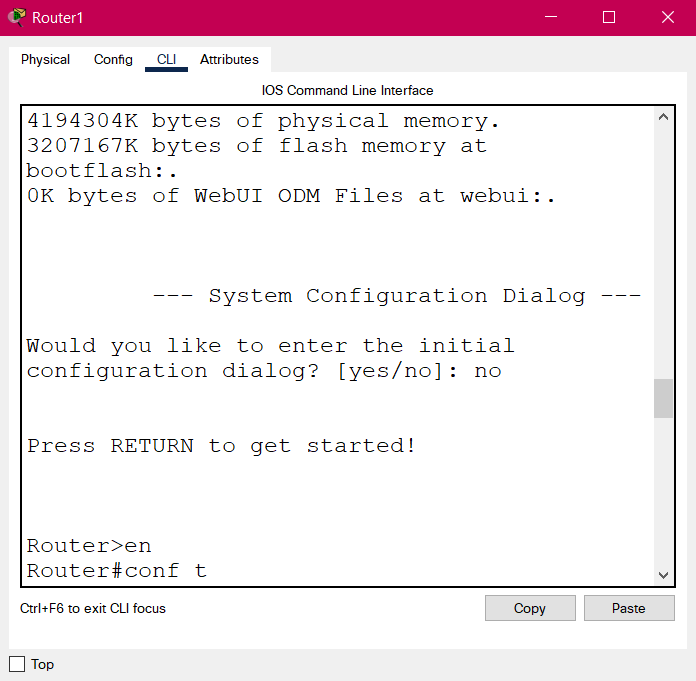 Router1
Physical Config CLI Attributes
IOS Command Line Interface
4194304K bytes of physical memory.
3207167K bytes of flash memory at
bootflash:.
0K bytes of WebUI ODM Files at webui:.
--- System Configuration Dialog ---
Would you like to enter the initial
configuration dialog? [yes/no]: no
Press RETURN to get started!
Router>en
Router#conf t
Ctrl+F6 to exit CLI focus Copy Paste
Top